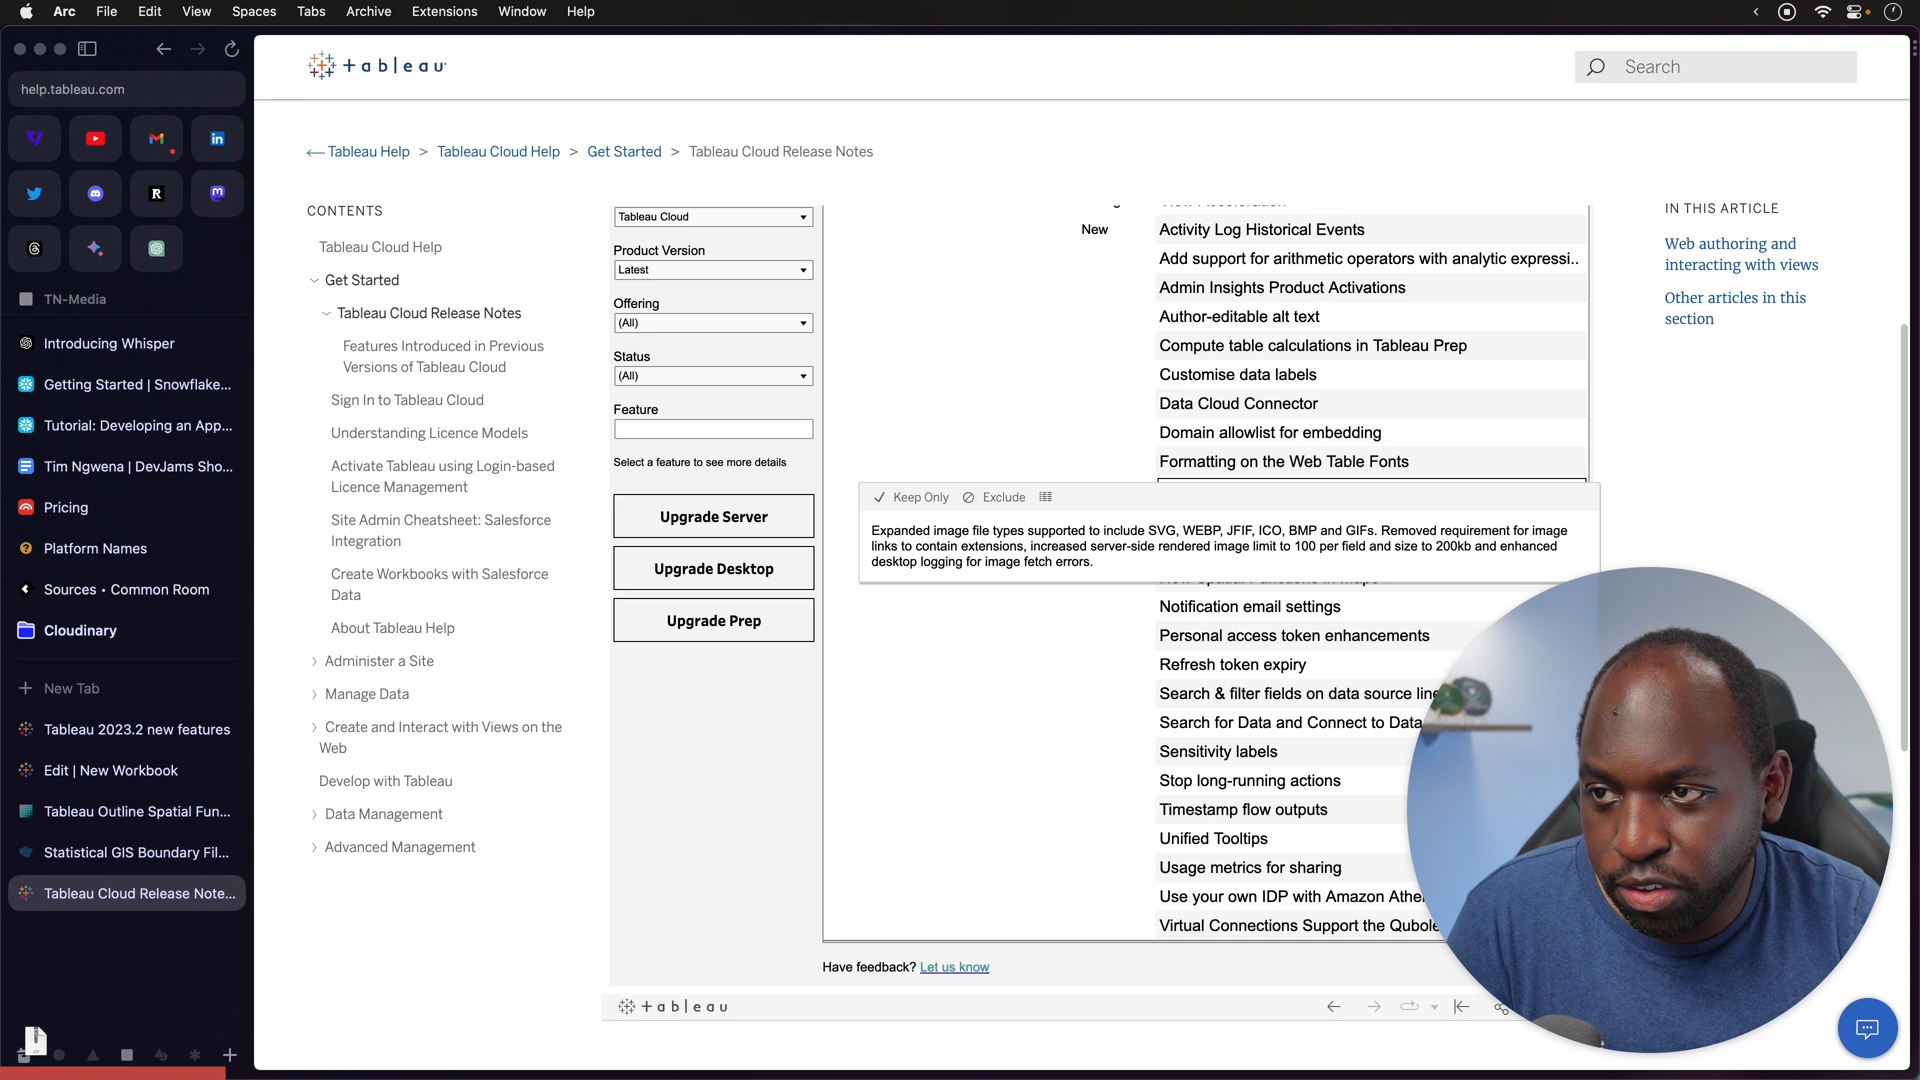 Arc File Edit View Spaces Tabs Archive Extensions Window Help
help.tableau.com
TN-Media
Introducing Whisper
Getting Started | Snowflake...
Tutorial: Developing an App...
Tim Ngwena | DevJams Sho...
Pricing
Platform Names
Sources • Common Room
Cloudinary
New Tab
Tableau 2023.2 new features
Edit | New Workbook
Tableau Outline Spatial Fun...
Statistical GIS Boundary Fil...
Tableau Cloud Release Note...
+ a b | e a u
Search
Tableau Help > Tableau Cloud Help > Get Started > Tableau Cloud Release Notes
CONTENTS
Tableau Cloud Help
Get Started
Tableau Cloud Release Notes
Features Introduced in Previous
Versions of Tableau Cloud
Sign In to Tableau Cloud
Understanding Licence Models
Activate Tableau using Login-based
Licence Management
Site Admin Cheatsheet: Salesforce
Integration
Create Workbooks with Salesforce
Data
About Tableau Help
Administer a Site
Manage Data
Create and Interact with Views on the
Web
Develop with Tableau
Data Management
Advanced Management
Tableau Cloud
Product Version
Latest
Offering
(All)
Status
(All)
Feature
Select a feature to see more details
Upgrade Server
Upgrade Desktop
Upgrade Prep
New
Activity Log Historical Events
Add support for arithmetic operators with analytic expressi..
Admin Insights Product Activations
Author-editable alt text
Compute table calculations in Tableau Prep
Customise data labels
Data Cloud Connector
Domain allowlist for embedding
Formatting on the Web Table Fonts
Keep Only Exclude
Expanded image file types supported to include SVG, WEBP, JFIF, ICO, BMP and GIFs. Removed requirement for image
links to contain extensions, increased server-side rendered image limit to 100 per field and size to 200kb and enhanced
desktop logging for image fetch errors.
Notification email settings
Personal access token enhancements
Refresh token expiry
Search & filter fields on data source line
Search for Data and Connect to Data
Sensitivity labels
Stop long-running actions
Timestamp flow outputs
Unified Tooltips
Usage metrics for sharing
Use your own IDP with Amazon Athe
Virtual Connections Support the Qubole
Have feedback? Let us know
+ a b | e a u
IN THIS ARTICLE
Web authoring and
interacting with views
Other articles in this
section